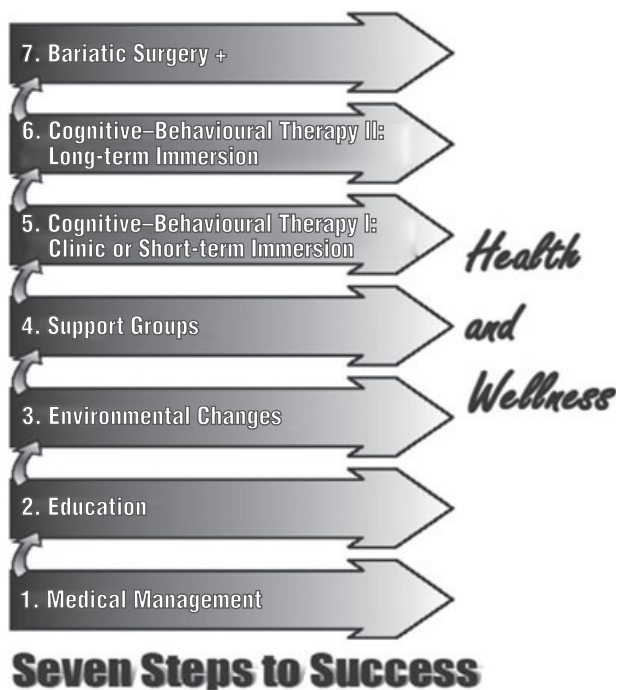 7. Bariatic Surgery +
6. Cognitive–Behavioural Therapy II:
Long-term Immersion
5. Cognitive–Behavioural Therapy I:
Clinic or Short-term Immersion
4. Support Groups
3. Environmental Changes
2. Education
1. Medical Management
Health
and
Wellness
Seven Steps to Success